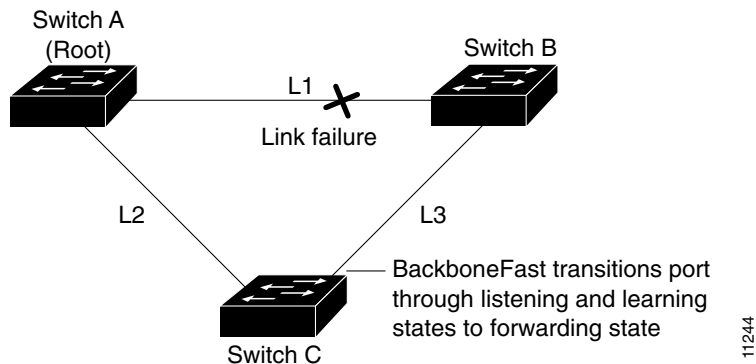 Switch A
(Root)
Switch B
L1
Link failure
L2
L3
BackboneFast transitions port
through listening and learning
states to forwarding state
Switch C
11244